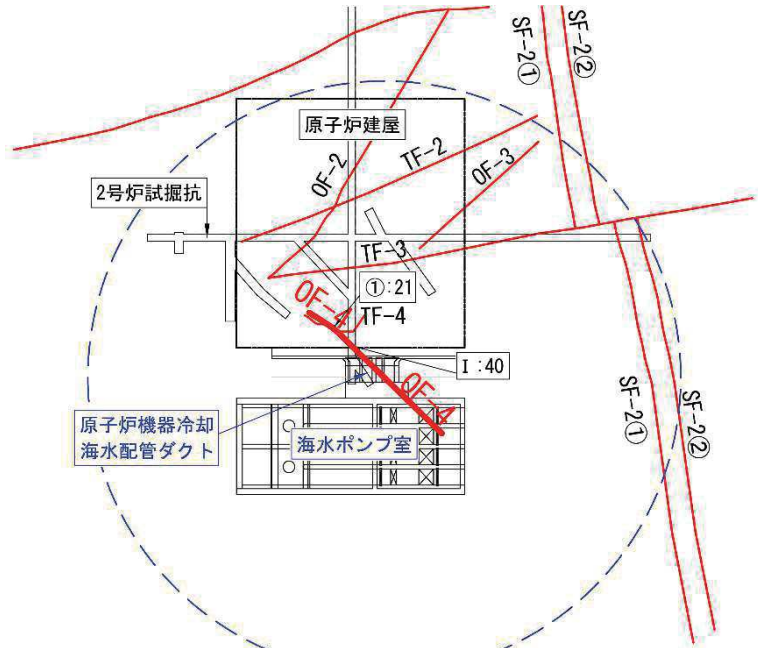 SF-2①
SF-2②
原子炉建屋
OF-2
TF-2
OF-3
2号炉試掘坑
TF-3
①:21
OF-4
TF-4
I:40
OF-4
原子炉機器冷却
海水配管ダクト
海水ポンプ室
SF-2①
SF-2②